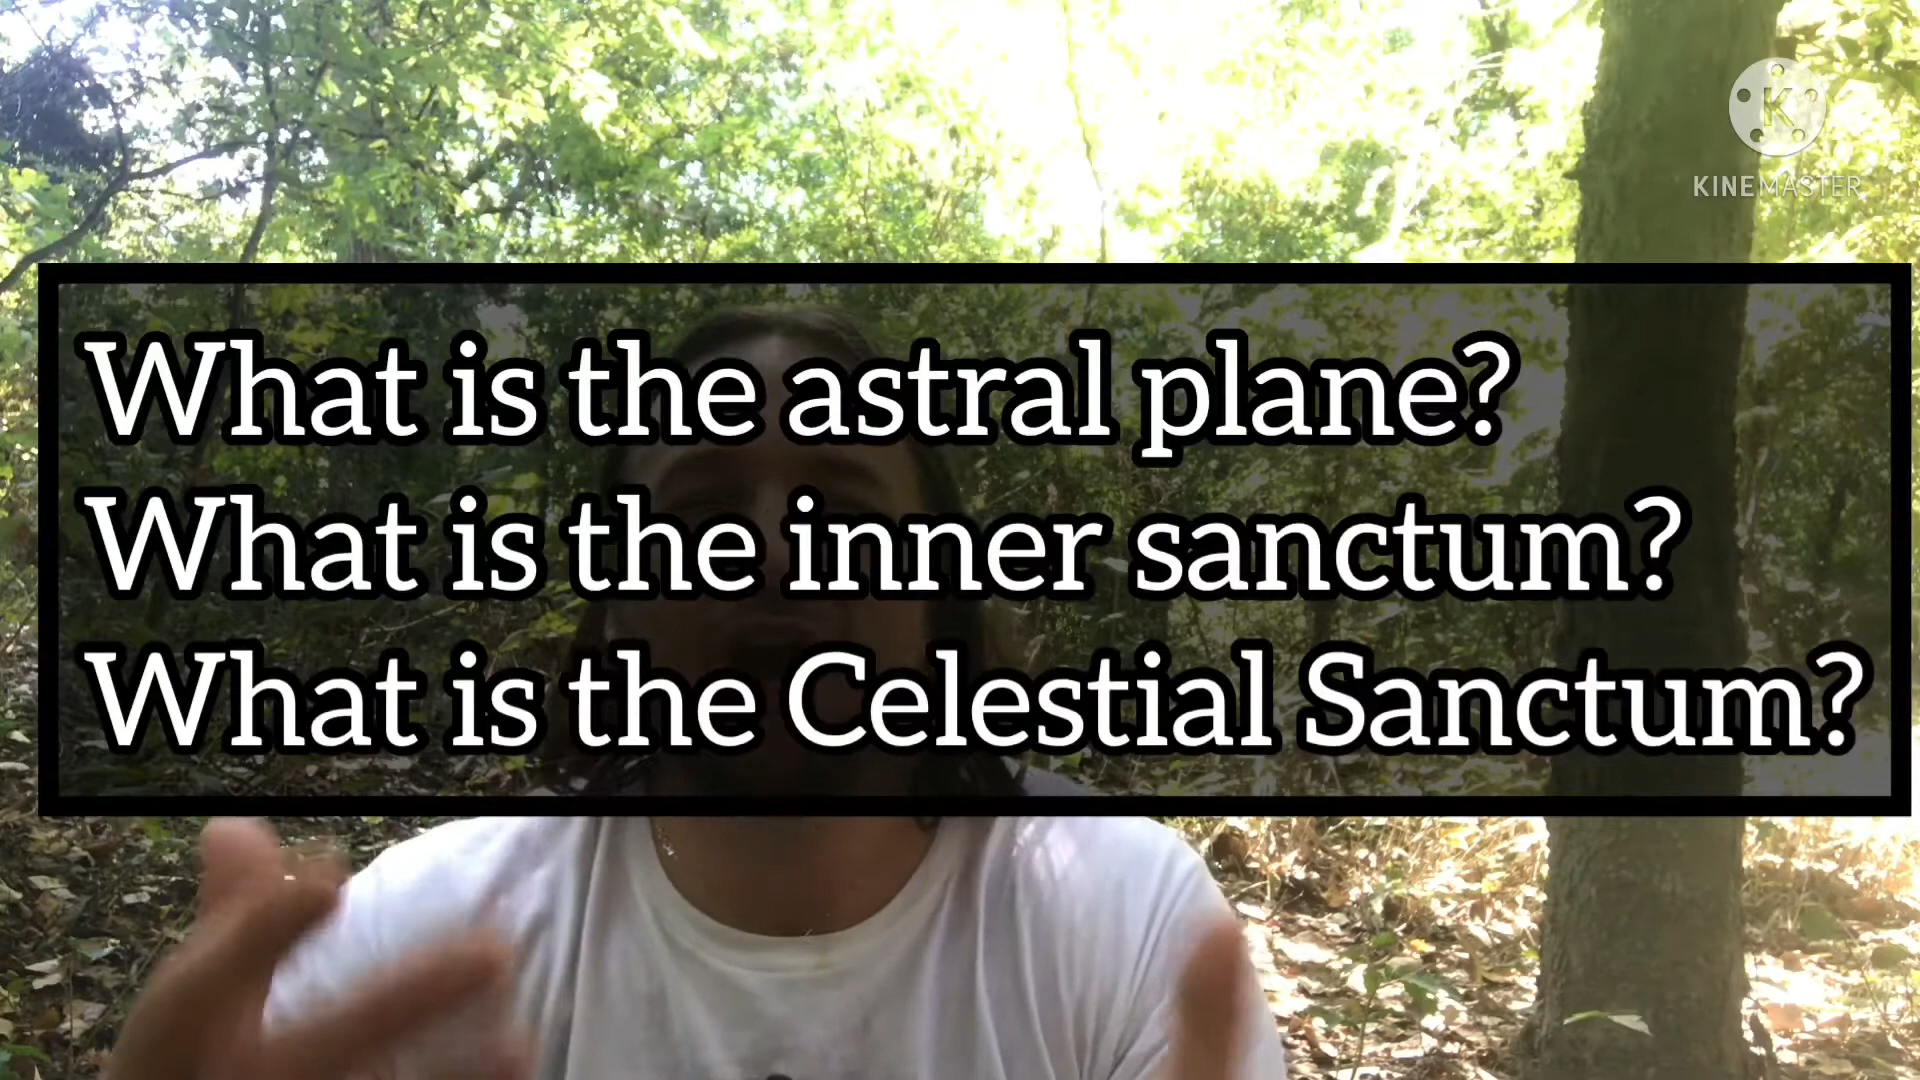 K
KINEMASTER
What is the astral plane?
What is the inner sanctum?
What is the Celestial Sanctum?